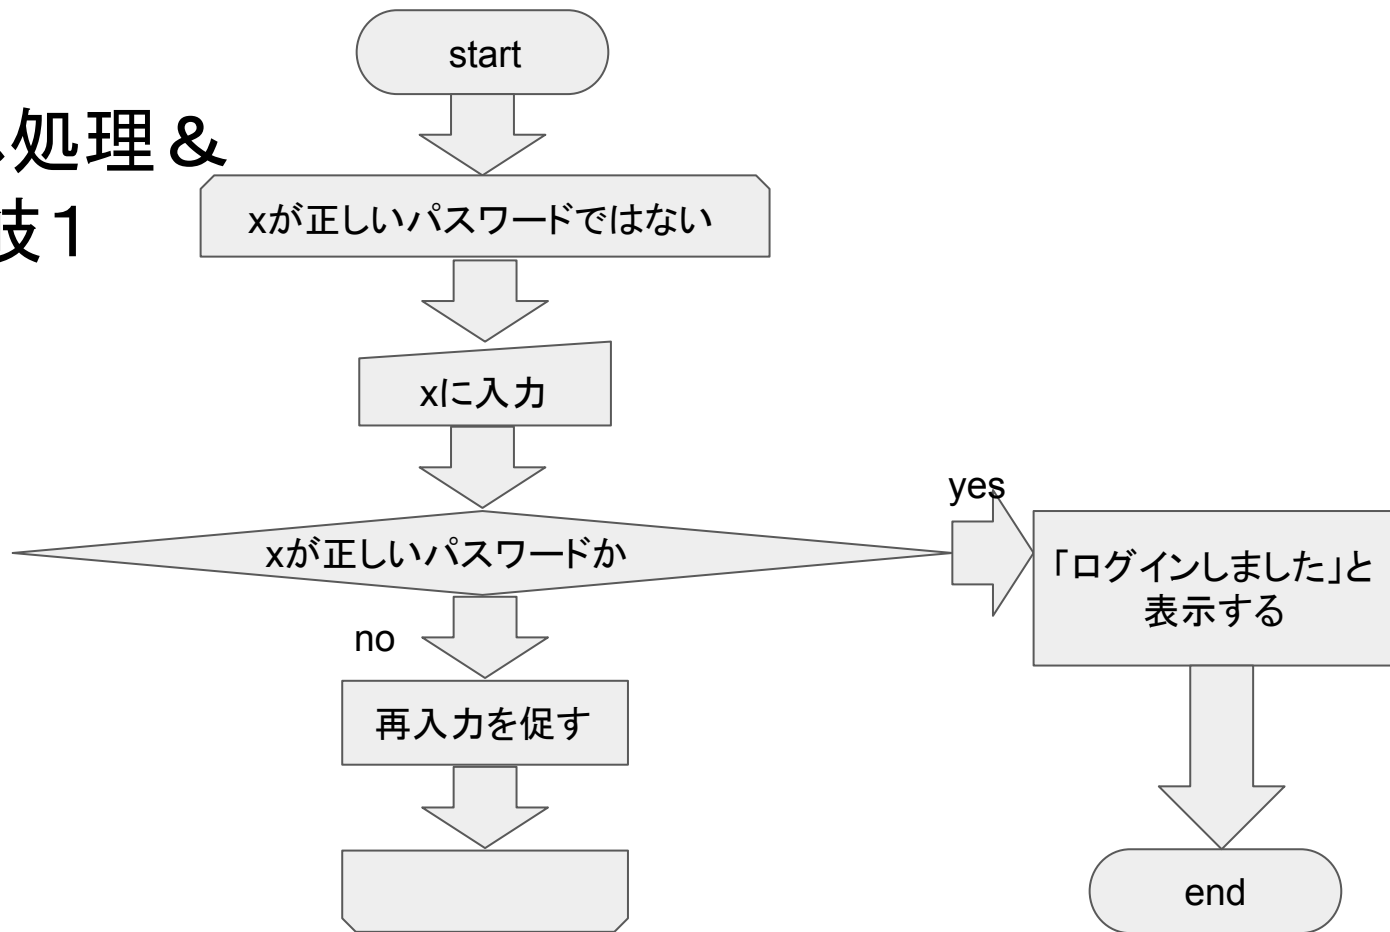 start
処理＆
岐１
xが正しいパスワードではない
xに入力
xが正しいパスワードか
yes
「ログインしました」と
表示する
no
再入力を促す
end